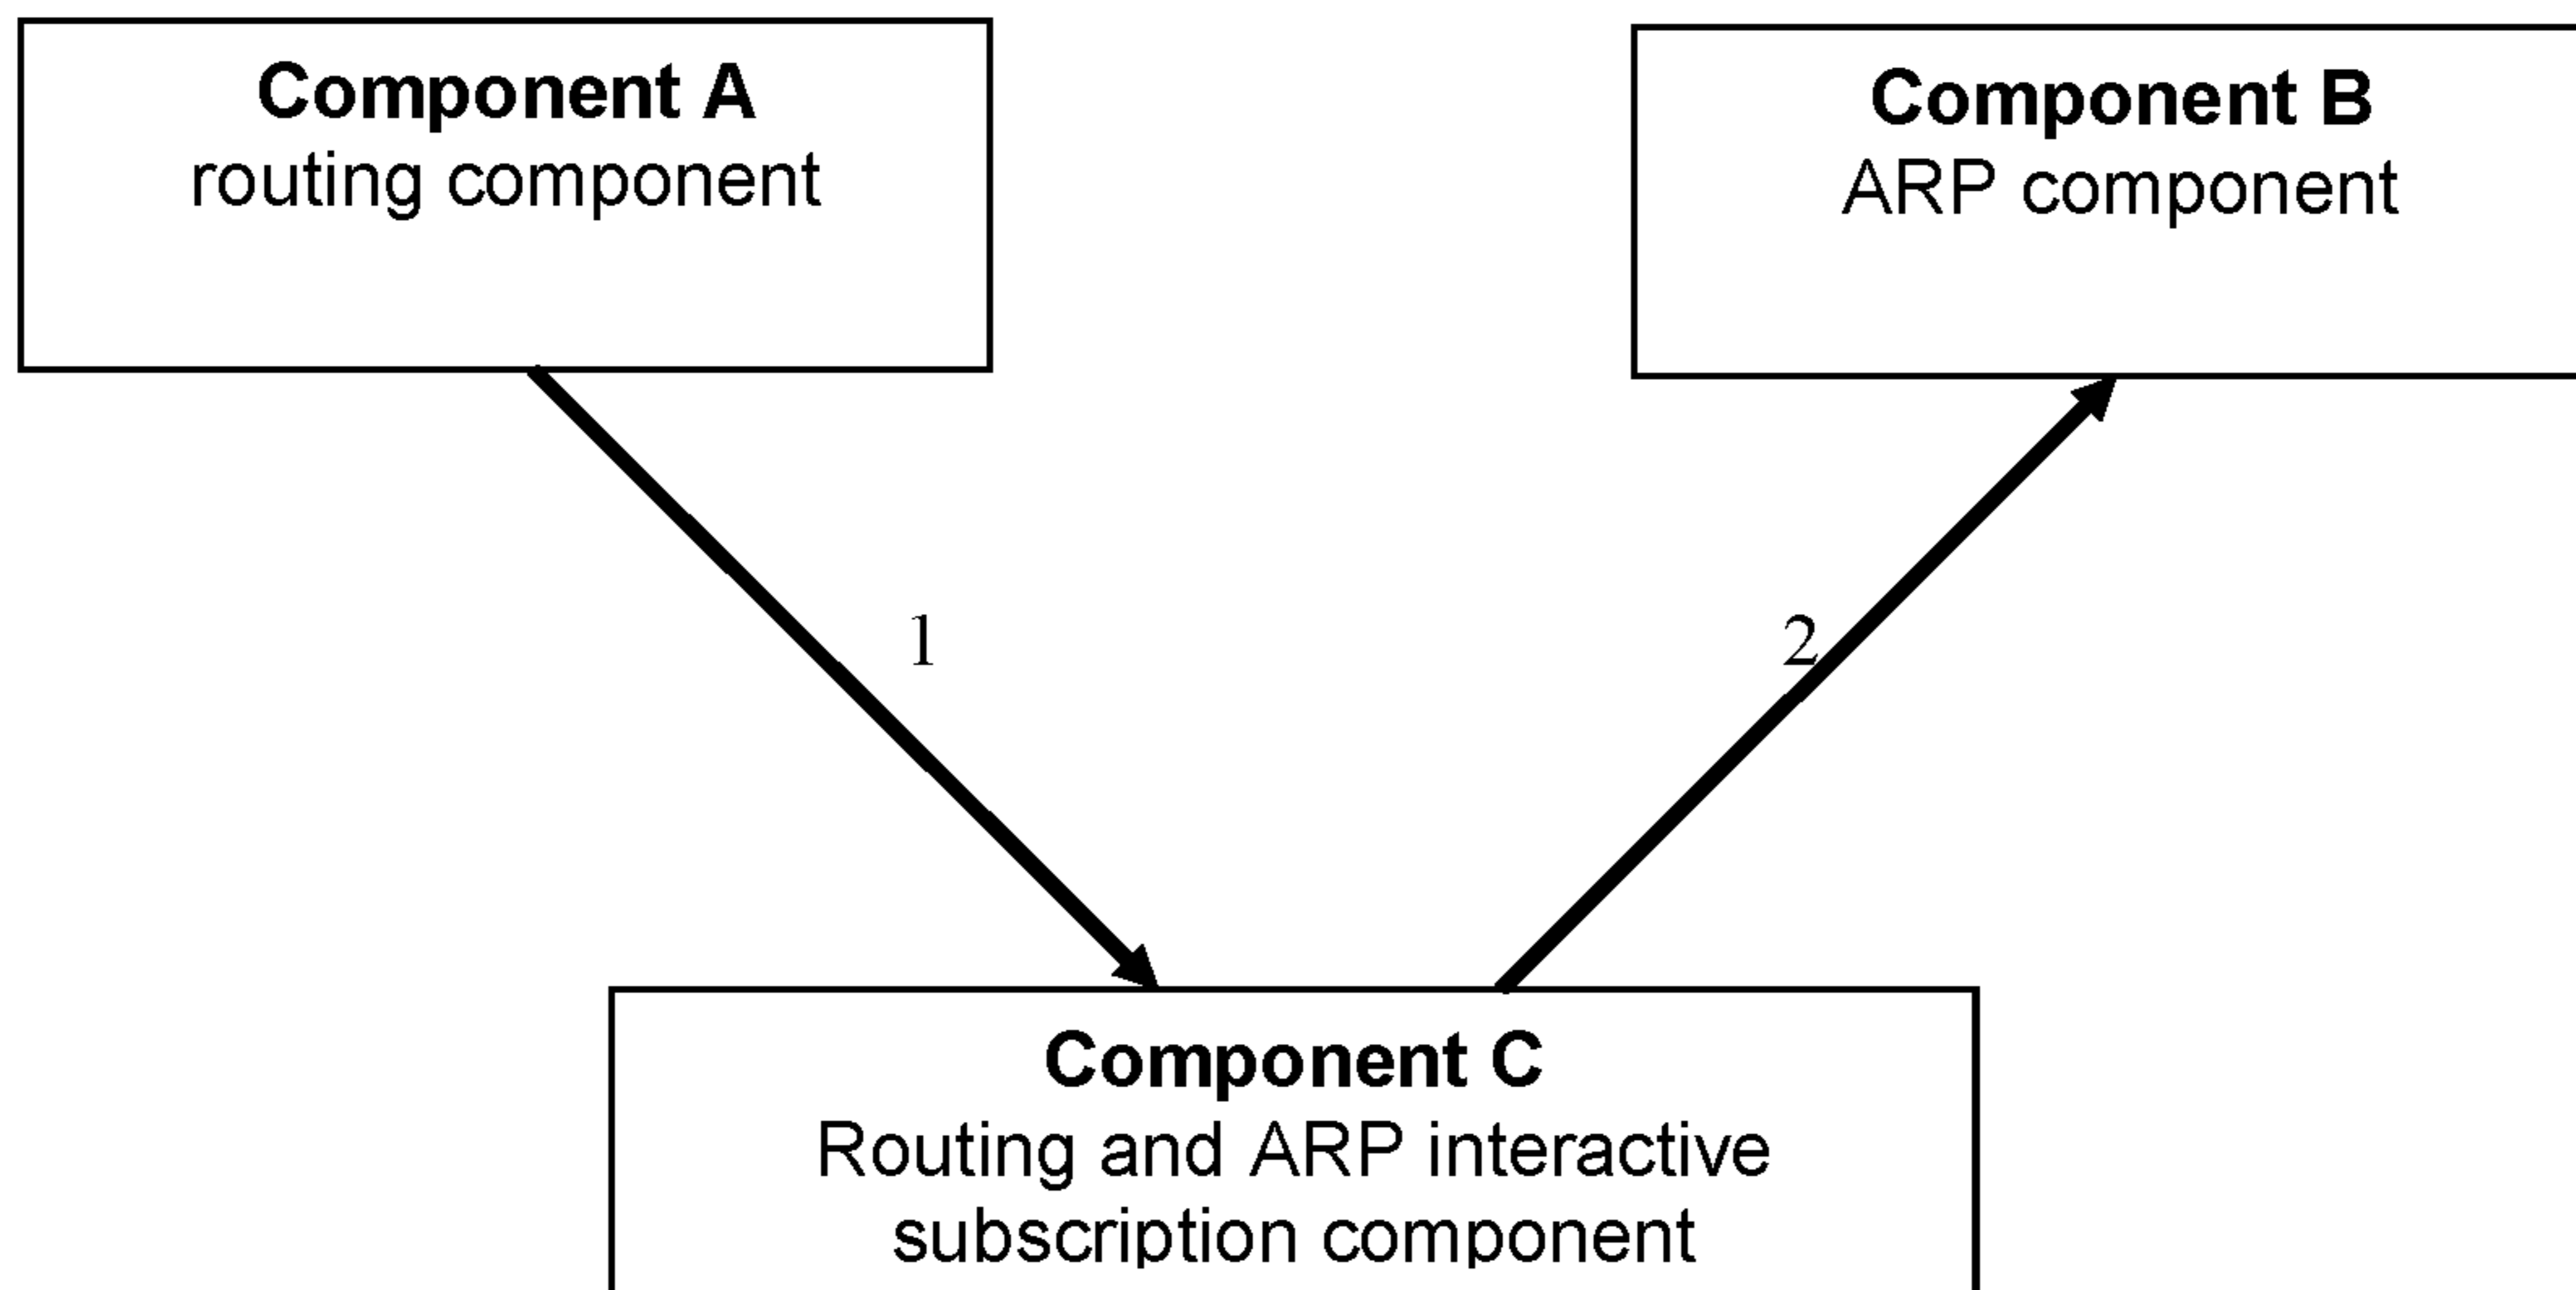 Component A
routing component
Component B
ARP component
1
2
Component C
Routing and ARP interactive
subscription component